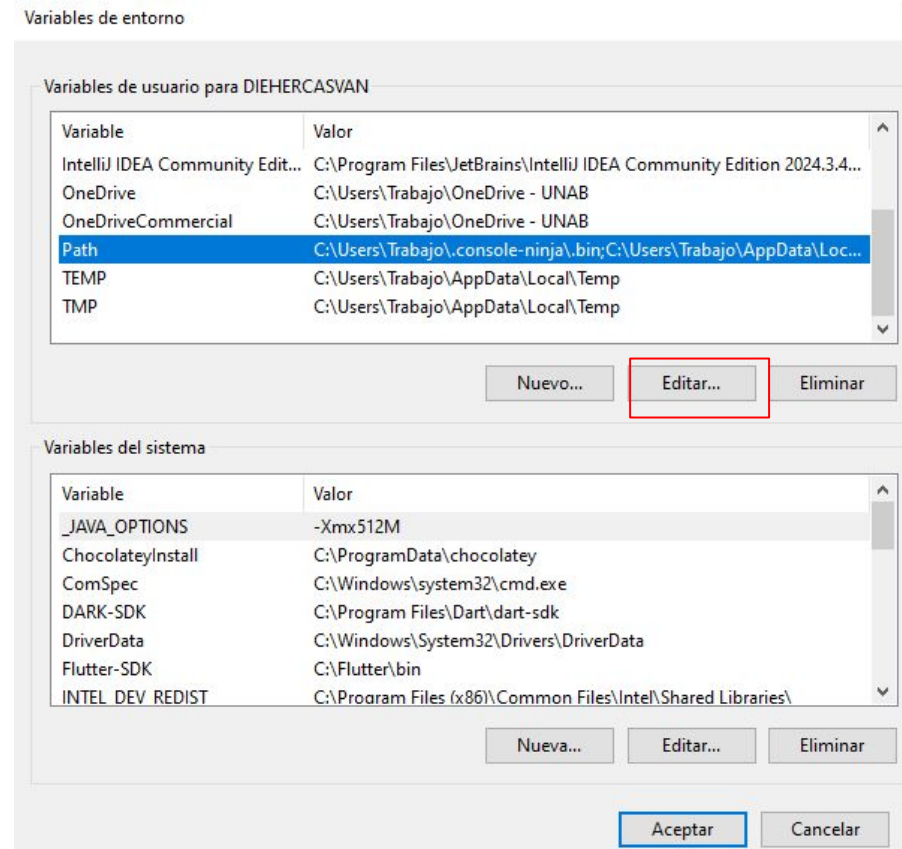 Variables de entorno
Variables de usuario para DIEHERCASVAN
Variable Valor
IntelliJ IDEA Community Edit... C:\Program Files\JetBrains\IntelliJ IDEA Community Edition 2024.3.4...
OneDrive C:\Users\Trabajo\OneDrive - UNAB
OneDriveCommercial C:\Users\Trabajo\OneDrive - UNAB
Path C:\Users\Trabajo\.console-ninja\.bin;C:\Users\Trabajo\AppData\Loc...
TEMP C:\Users\Trabajo\AppData\Local\Temp
TMP C:\Users\Trabajo\AppData\Local\Temp
Nuevo... Editar... Eliminar
Variables del sistema
Variable Valor
_JAVA_OPTIONS -Xmx512M
ChocolateyInstall C:\ProgramData\chocolatey
ComSpec C:\Windows\system32\cmd.exe
DARK-SDK C:\Program Files\Dart\dart-sdk
DriverData C:\Windows\System32\Drivers\DriverData
Flutter-SDK C:\Flutter\bin
INTEL_DEV_REDIST C:\Program Files (x86)\Common Files\Intel\Shared Libraries\
Nueva... Editar... Eliminar
Aceptar Cancelar